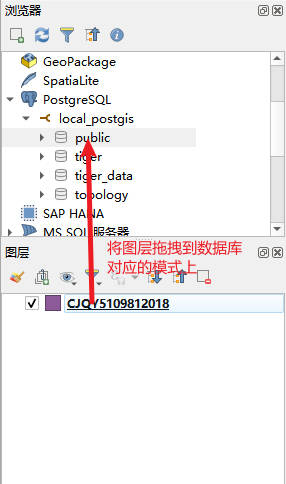 浏览器
GeoPackage
SpatiaLite
PostgreSQL
local_postgis
public
tiger
tiger_data
topology
SAP HANA
MS SQL服务器
图层
将图层拖拽到数据库
对应的模式上
CJQY5109812018